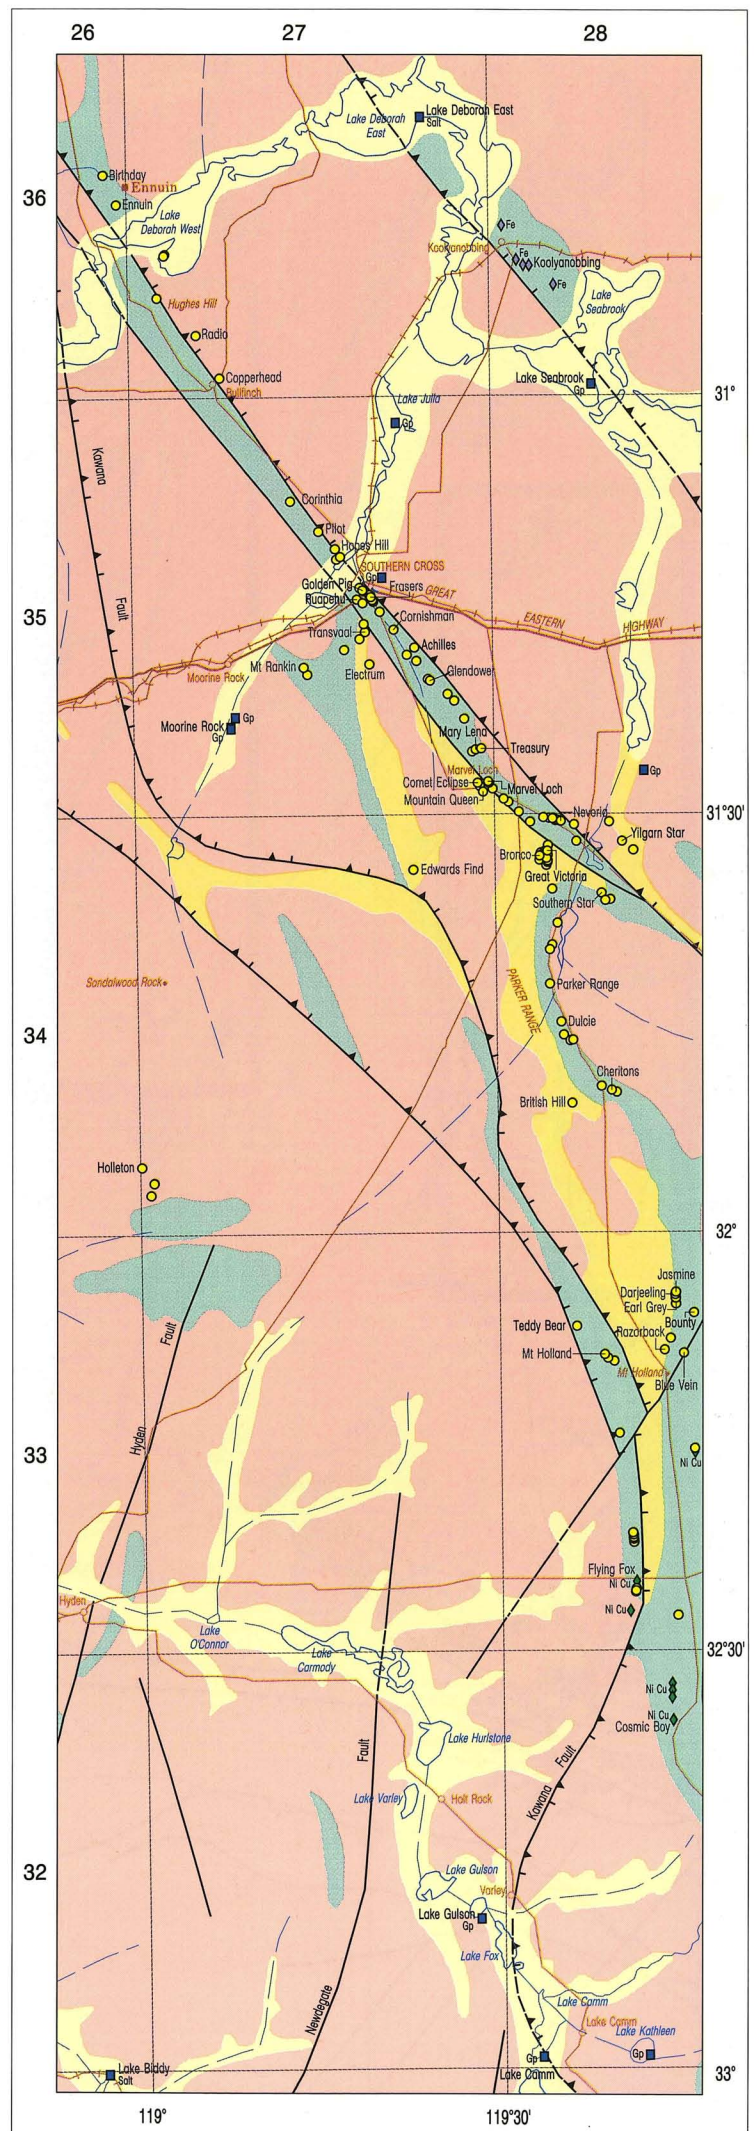 26 27 28
36
35
34
33
32
31°
31°30'
32°
32°30'
33°
119° 119°30'
Lake Deborah East
Lake Deborah East
Salt
Birthday
Ennuin
Ennuin
Lake
Deborah West
Fe
Koolyanobbing
Fe
Koolyanobbing
Fe
Hughes Hill
Lake
Seabrook
Radio
Copperhead
Bullfinch
Lake Seabrook
Gp
Lake Julia
Gp
Kawana
Fault
Corinthia
Pilot
Hopes Hill
SOUTHERN CROSS
Gp
Golden Pig
Frasers
GREAT
EASTERN
HIGHWAY
Ruapehu
Cornishman
Transvaal
Achilles
Mt Rankin
Electrum
Glendower
Moorine Rock
Moorine Rock
Gp
Gp
Mary Lena
Treasury
Marvel Loch
Gp
Comet Eclipse
Marvel Loch
Mountain Queen
Neveria
Yilgarn Star
Bronco
Edwards Find
Great Victoria
Southern Star
Sandalwood Rock
Parker Range
PARKER RANGE
Dulcie
Cheritons
British Hill
Holleton
Jasmine
Darjeeling
Earl Grey
Bounty
Teddy Bear
Razorback
Mt Holland
Mt Holland
Blue Vein
Fault
Hyden
Ni Cu
Flying Fox
Ni Cu
Ni Cu
Hyden
Lake
O'Connor
Lake
Carmody
Ni Cu
Ni Cu
Cosmic Boy
Lake Hurlstone
Fault
Fault
Kawana
Lake Varley
Holt Rock
Lake Gulson
Varley
Lake Gulson
Gp
Lake Fox
Newdegate
Lake Camm
Lake Camm
Lake Kathleen
Gp
Gp
Lake Camm
Lake Biddy
Salt